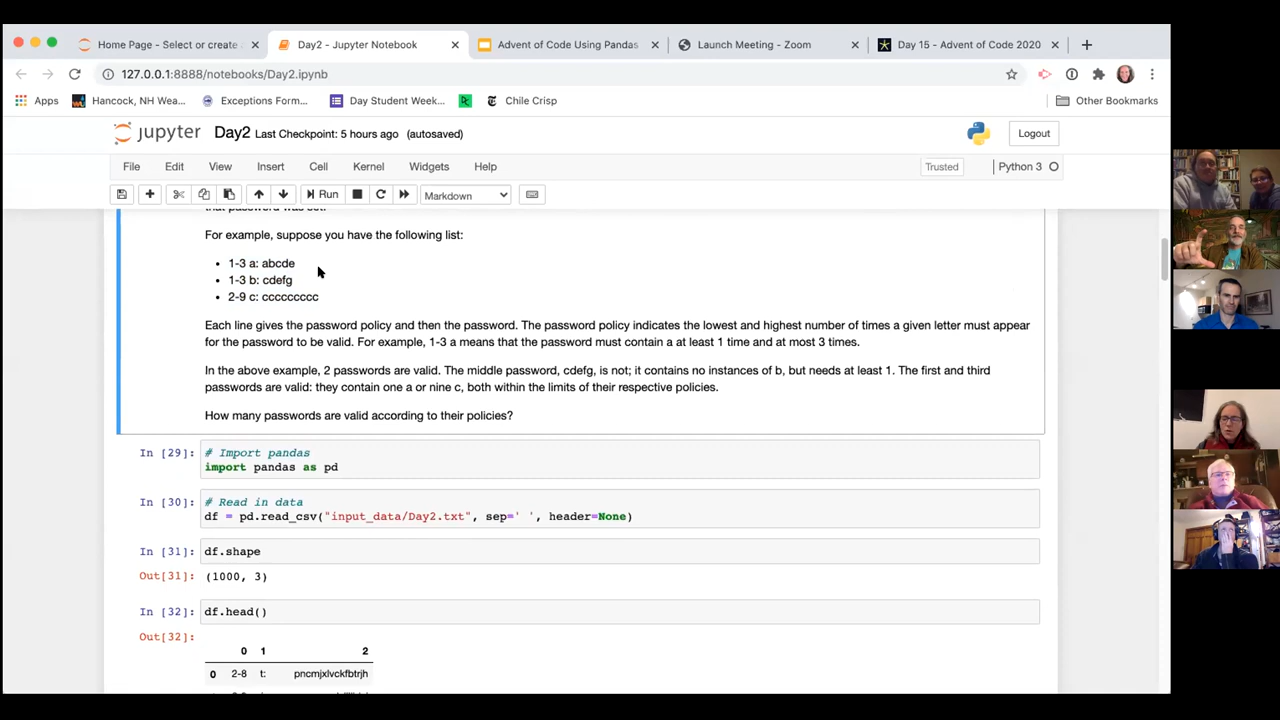 Home Page - Select or create
Day2 - Jupyter Notebook
Advent of Code Using Pandas
Launch Meeting - Zoom
Day 15 - Advent of Code 2020
127.0.0.1:8888/notebooks/Day2.ipynb
Apps
Hancock, NH Wea...
Exceptions Form...
Day Student Week...
Chile Crisp
Other Bookmarks
jupyter Day2 Last Checkpoint: 5 hours ago (autosaved)
Logout
File Edit View Insert Cell Kernel Widgets Help
Trusted
Python 3
Run
Markdown
that password was set.
For example, suppose you have the following list:
• 1-3 a: abcde
• 1-3 b: cdefg
• 2-9 c: ccccccccc
Each line gives the password policy and then the password. The password policy indicates the lowest and highest number of times a given letter must appear
for the password to be valid. For example, 1-3 a means that the password must contain a at least 1 time and at most 3 times.
In the above example, 2 passwords are valid. The middle password, cdefg, is not; it contains no instances of b, but needs at least 1. The first and third
passwords are valid: they contain one a or nine c, both within the limits of their respective policies.
How many passwords are valid according to their policies?
In [29]: # Import pandas
import pandas as pd
In [30]: # Read in data
df = pd.read_csv("input_data/Day2.txt", sep=' ', header=None)
In [31]: df.shape
Out[31]: (1000, 3)
In [32]: df.head()
Out[32]:
0 1 2
0 2-8 t: pncmjxlvckfbtrjh